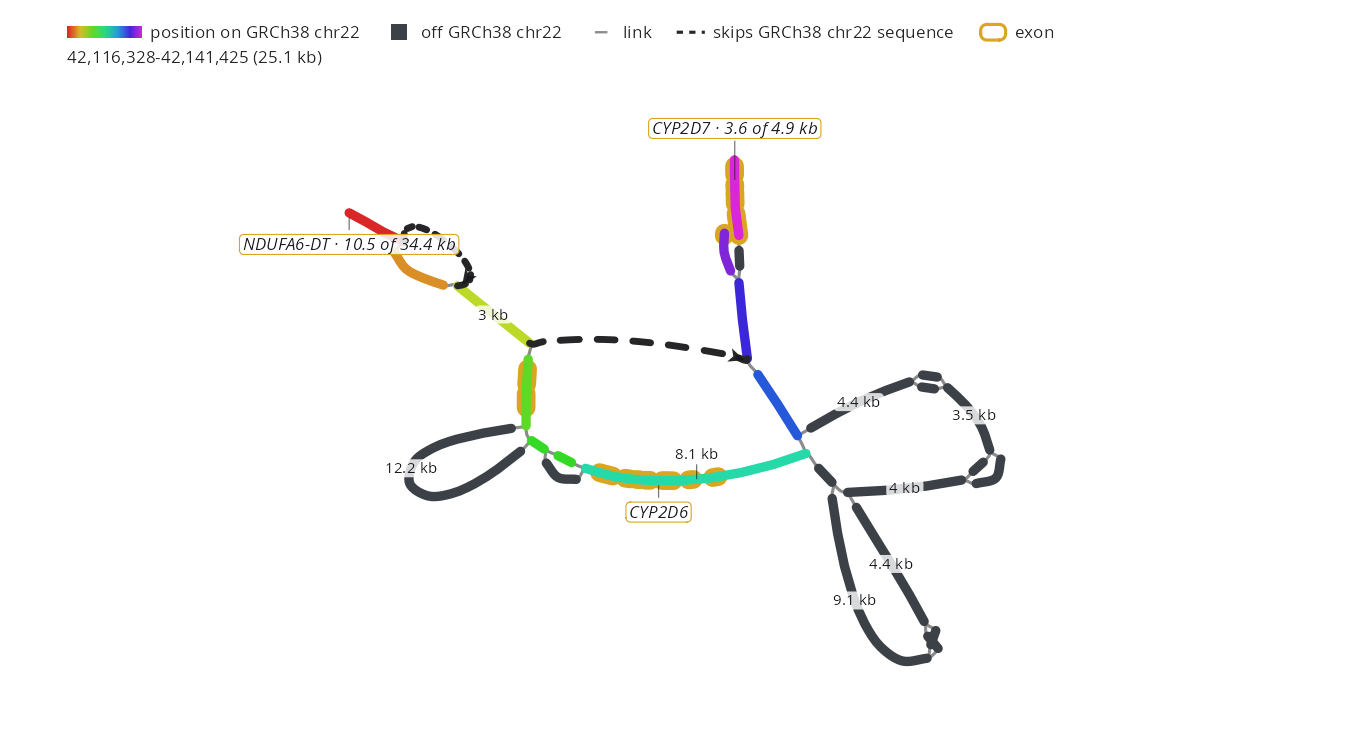 position on GRCh38 chr22
off GRCh38 chr22
link
skips GRCh38 chr22 sequence
exon
42,116,328-42,141,425 (25.1 kb)
CYP2D7 · 3.6 of 4.9 kb
NDUFA6-DT · 10.5 of 34.4 kb
3 kb
4.4 kb
3.5 kb
8.1 kb
12.2 kb
4 kb
CYP2D6
4.4 kb
9.1 kb